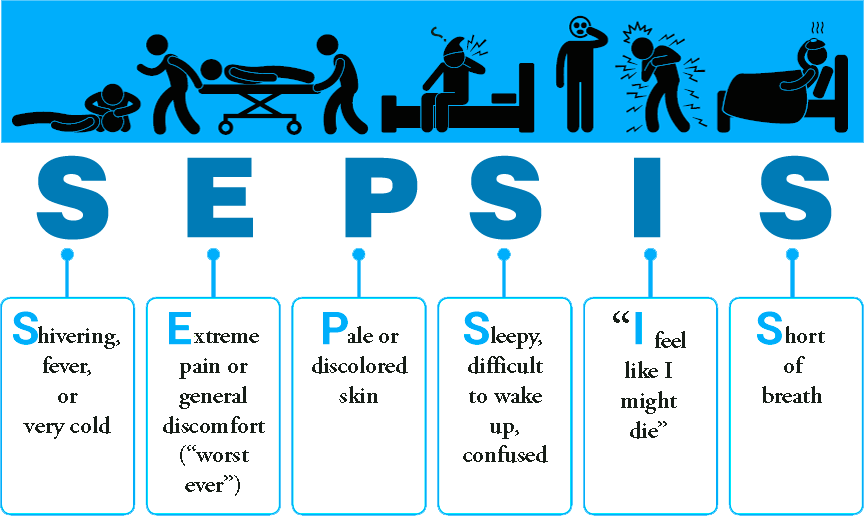 S E P S I S
Shivering,
fever,
or
very cold
Extreme
pain or
general
discomfort
(“worst
ever”)
Pale or
discolored
skin
Sleepy,
difficult
to wake
up,
confused
“I feel
like I
might
die”
Short
of
breath